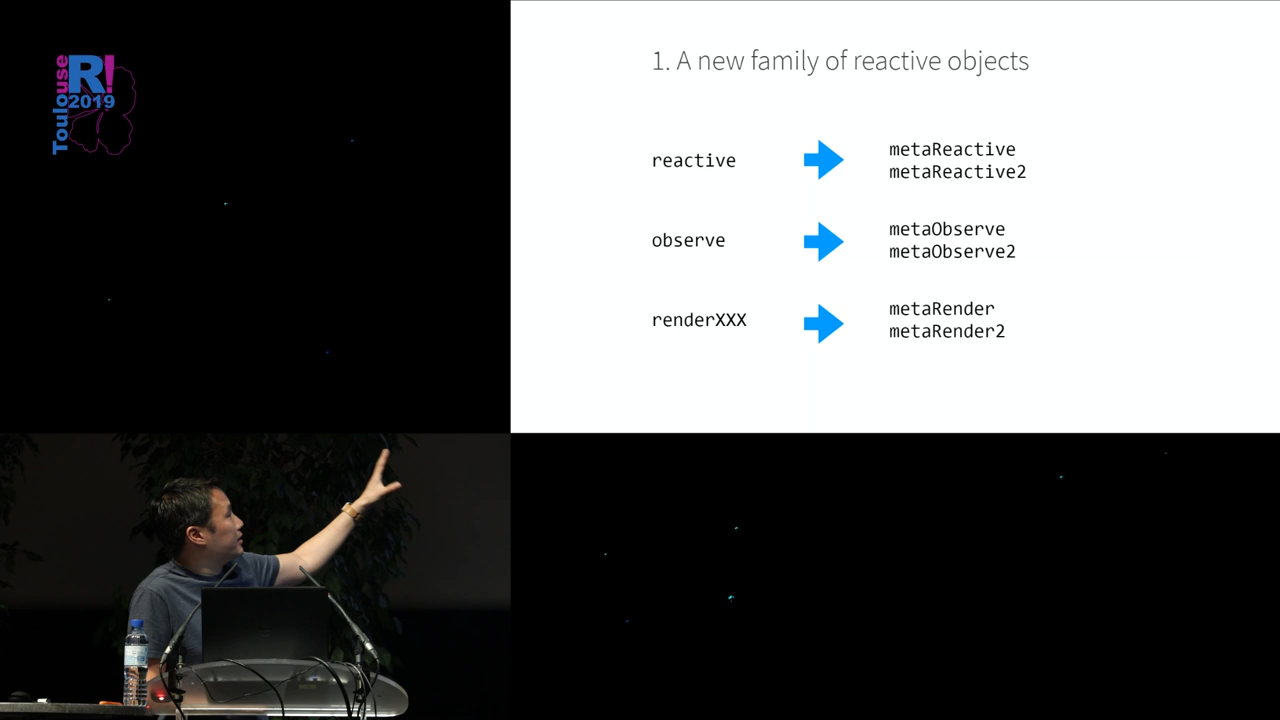 Toulouse
R!
2019
1. A new family of reactive objects
reactive
metaReactive
metaReactive2
observe
metaObserve
metaObserve2
renderXXX
metaRender
metaRender2